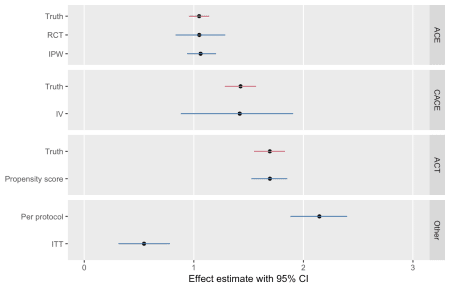 Truth
RCT
IPW
ACE
Truth
IV
CACE
Truth
Propensity score
ACT
Per protocol
ITT
Other
0 1 2 3
Effect estimate with 95% CI